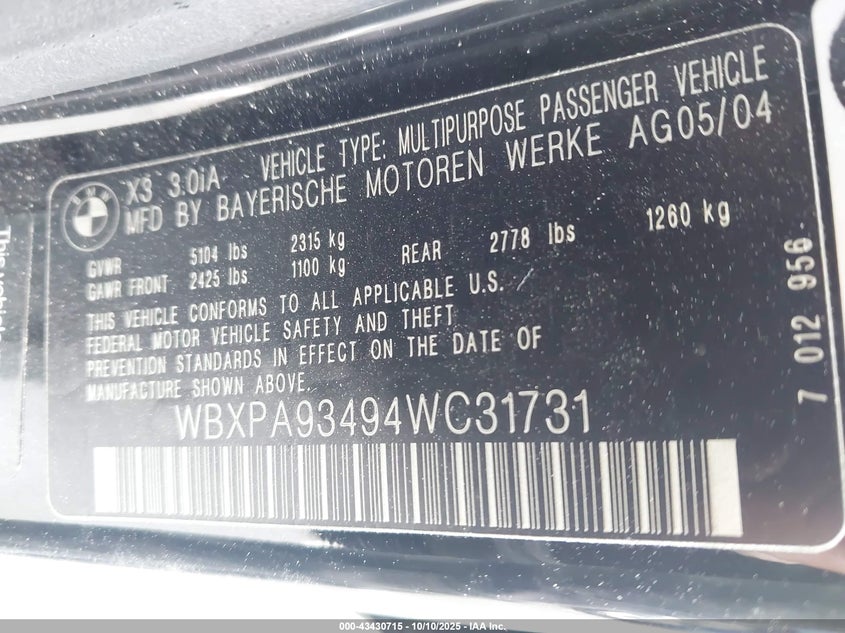 BMW
X3 3.0iA VEHICLE TYPE: MULTIPURPOSE PASSENGER VEHICLE
MFD BY BAYERISCHE MOTOREN WERKE AG05/04
GVWR 5104 lbs 2315 kg
GAWR FRONT 2425 lbs 1100 kg REAR 2778 lbs 1260 kg
THIS VEHICLE CONFORMS TO ALL APPLICABLE U.S.
FEDERAL MOTOR VEHICLE SAFETY AND THEFT
PREVENTION STANDARDS IN EFFECT ON THE DATE OF
MANUFACTURE SHOWN ABOVE.
WBXPA93494WC31731
7 012 956
This vehicle
000-43430715 - 10/10/2025 - IAA Inc.